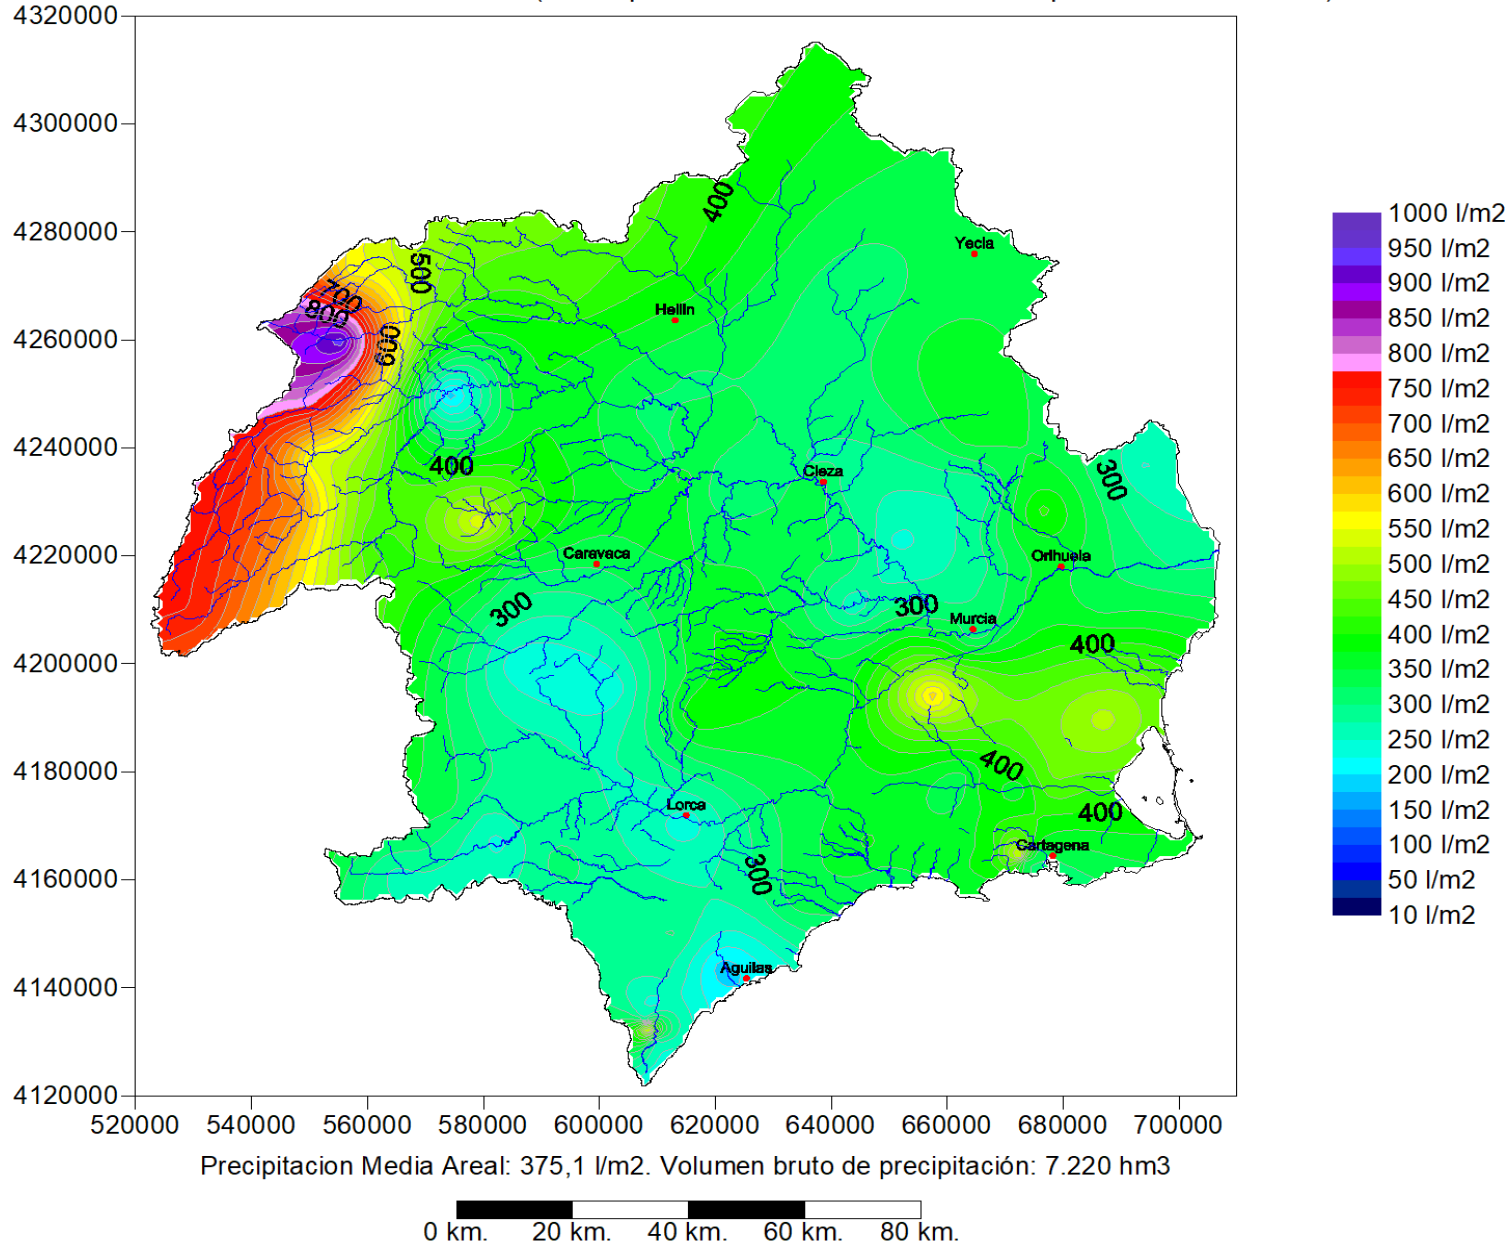 4320000
4300000
4280000
4260000
4240000
4220000
4200000
4180000
4160000
4140000
4120000
520000 540000 560000 580000 600000 620000 640000 660000 680000 700000
400
Yecla
500
700
800
Hellín
600
400
Cieza
300
Caravaca
Orihuela
300
300
Murcia
400
400
Lorca
400
Cartagena
300
Aguilas
1000 l/m2
950 l/m2
900 l/m2
850 l/m2
800 l/m2
750 l/m2
700 l/m2
650 l/m2
600 l/m2
550 l/m2
500 l/m2
450 l/m2
400 l/m2
350 l/m2
300 l/m2
250 l/m2
200 l/m2
150 l/m2
100 l/m2
50 l/m2
10 l/m2
Precipitacion Media Areal: 375,1 l/m2. Volumen bruto de precipitación: 7.220 hm3
0 km. 20 km. 40 km. 60 km. 80 km.